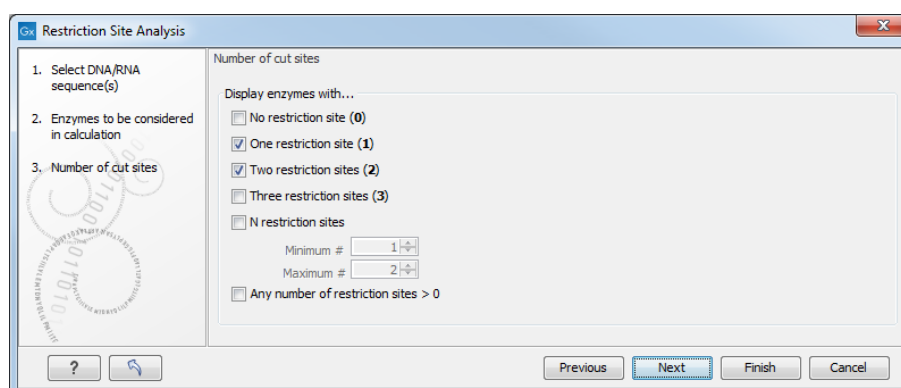 Gx Restriction Site Analysis
X
1. Select DNA/RNA
sequence(s)
2. Enzymes to be considered
in calculation
3. Number of cut sites
Number of cut sites
Display enzymes with...
No restriction site (0)
One restriction site (1)
Two restriction sites (2)
Three restriction sites (3)
N restriction sites
Minimum # 1
Maximum # 2
Any number of restriction sites > 0
? Previous Next Finish Cancel